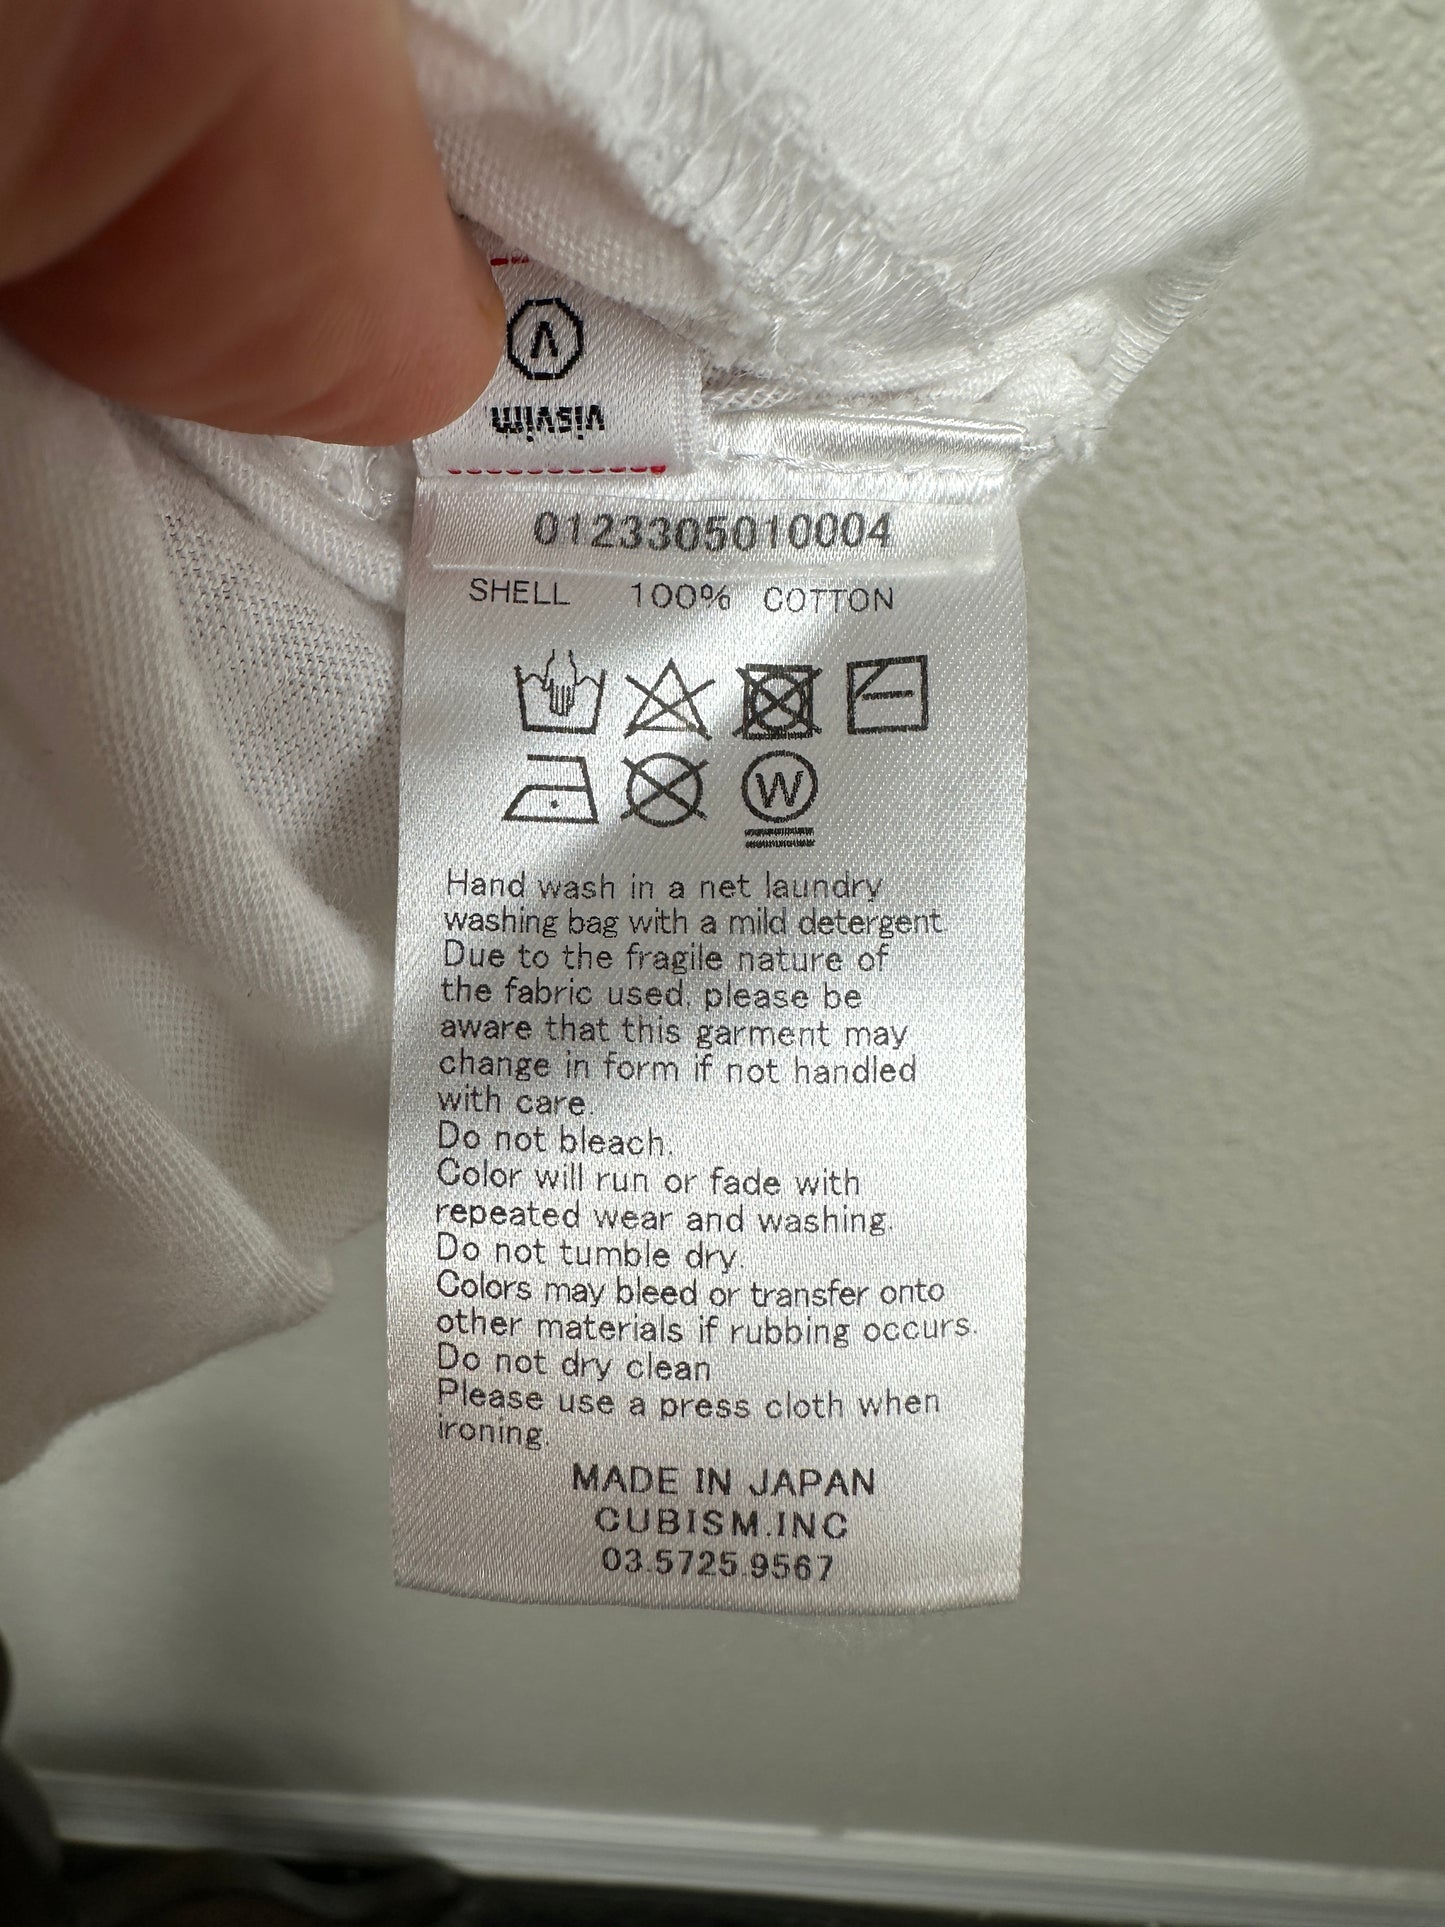 V
visvim
0123305010004
SHELL 100% COTTON
W
Hand wash in a net laundry
washing bag with a mild detergent.
Due to the fragile nature of
the fabric used, please be
aware that this garment may
change in form if not handled
with care.
Do not bleach.
Color will run or fade with
repeated wear and washing.
Do not tumble dry.
Colors may bleed or transfer onto
other materials if rubbing occurs.
Do not dry clean
Please use a press cloth when
ironing.
MADE IN JAPAN
CUBISM.INC
03.5725.9567